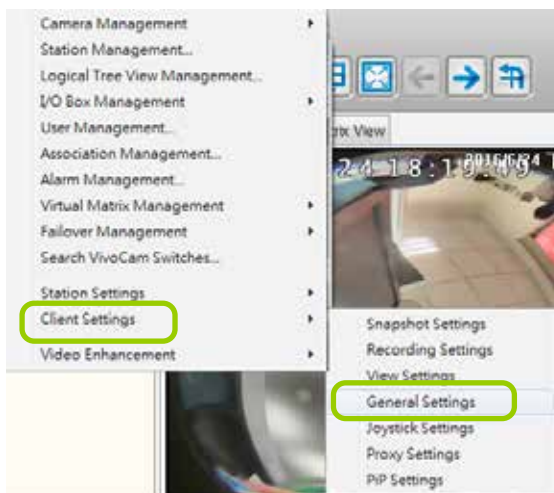 Camera Management
Station Management...
Logical Tree View Management...
I/O Box Management
User Management...
Association Management...
Alarm Management...
Virtual Matrix Management
Failover Management
Search VivoCam Switches...
Station Settings
Client Settings
Video Enhancement
View
Snapshot Settings
Recording Settings
View Settings
General Settings
Joystick Settings
Proxy Settings
PiP Settings